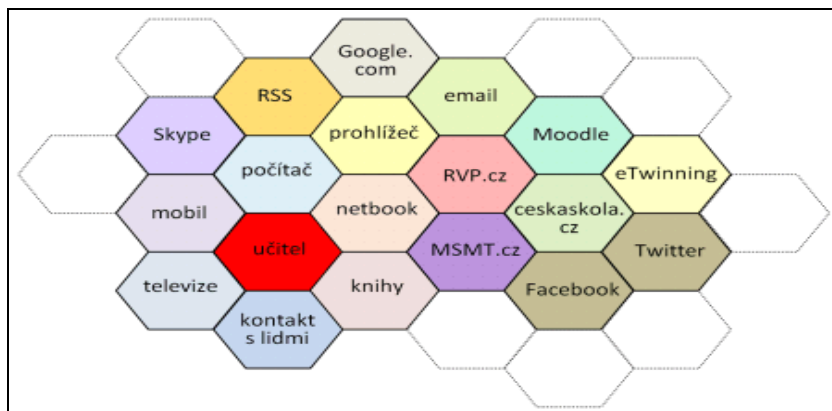 Google.
com
RSS
email
Skype
prohlížeč
Moodle
počítač
RVP.cz
eTwinning
mobil
netbook
ceskaskola.
cz
učitel
MSMT.cz
Twitter
televize
knihy
Facebook
kontakt
s lidmi